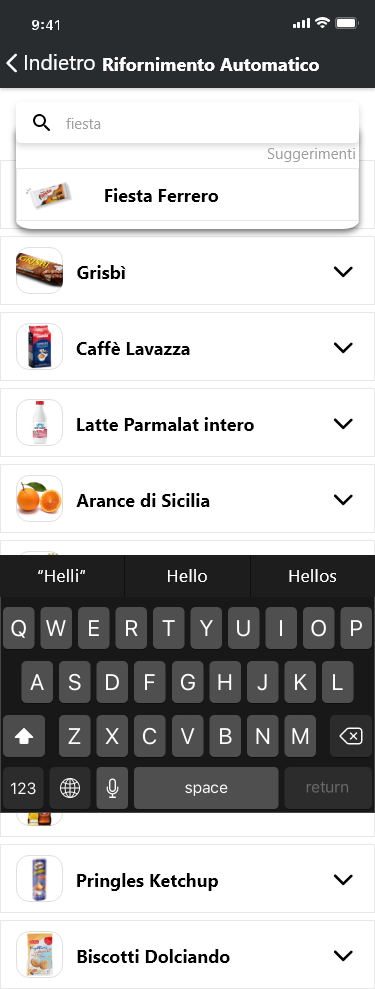 09:41
Indietro Rifornimento Automatico
fiesta
Suggerimenti
Fiesta Ferrero
Grisbì
Caffè Lavazza
Latte Parmalat intero
Arance di Sicilia
“Helli” Hello Hellos
Q W E R T Y U I O P
A S D F G H J K L
Z X C V B N M
123 space return
Pringles Ketchup
Biscotti Dolciando